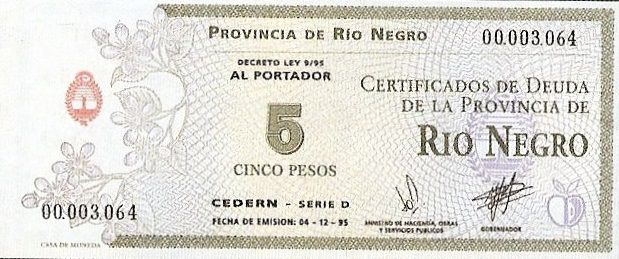 PROVINCIA DE RÍO NEGRO
00.003.064
DECRETO LEY 9/95
AL PORTADOR
CERTIFICADOS DE DEUDA
DE LA PROVINCIA DE
RIO NEGRO
5
CINCO PESOS
CEDERN - SERIE D
FECHA DE EMISION: 04 - 12 - 95
00.003.064
MINISTRO DE HACIENDA, OBRAS
Y SERVICIOS PUBLICOS
GOBERNADOR
CASA DE MONEDA